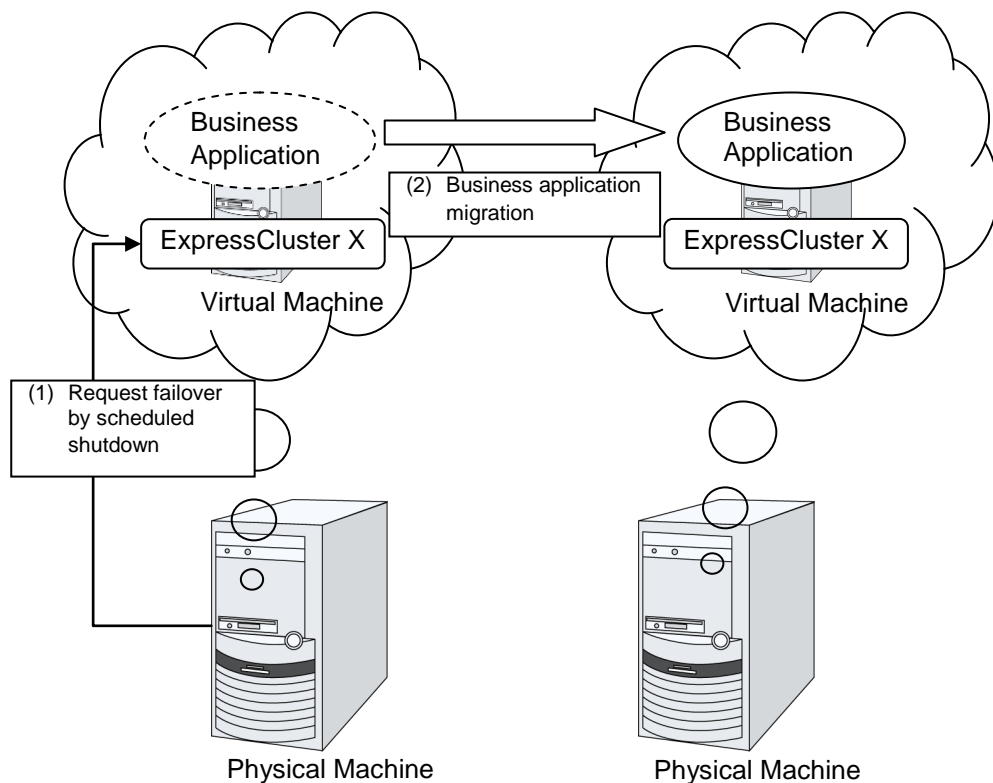 Business
Application
Business
Application
(2) Business application
migration
ExpressCluster X
ExpressCluster X
Virtual Machine
Virtual Machine
(1) Request failover
by scheduled
shutdown
Physical Machine
Physical Machine